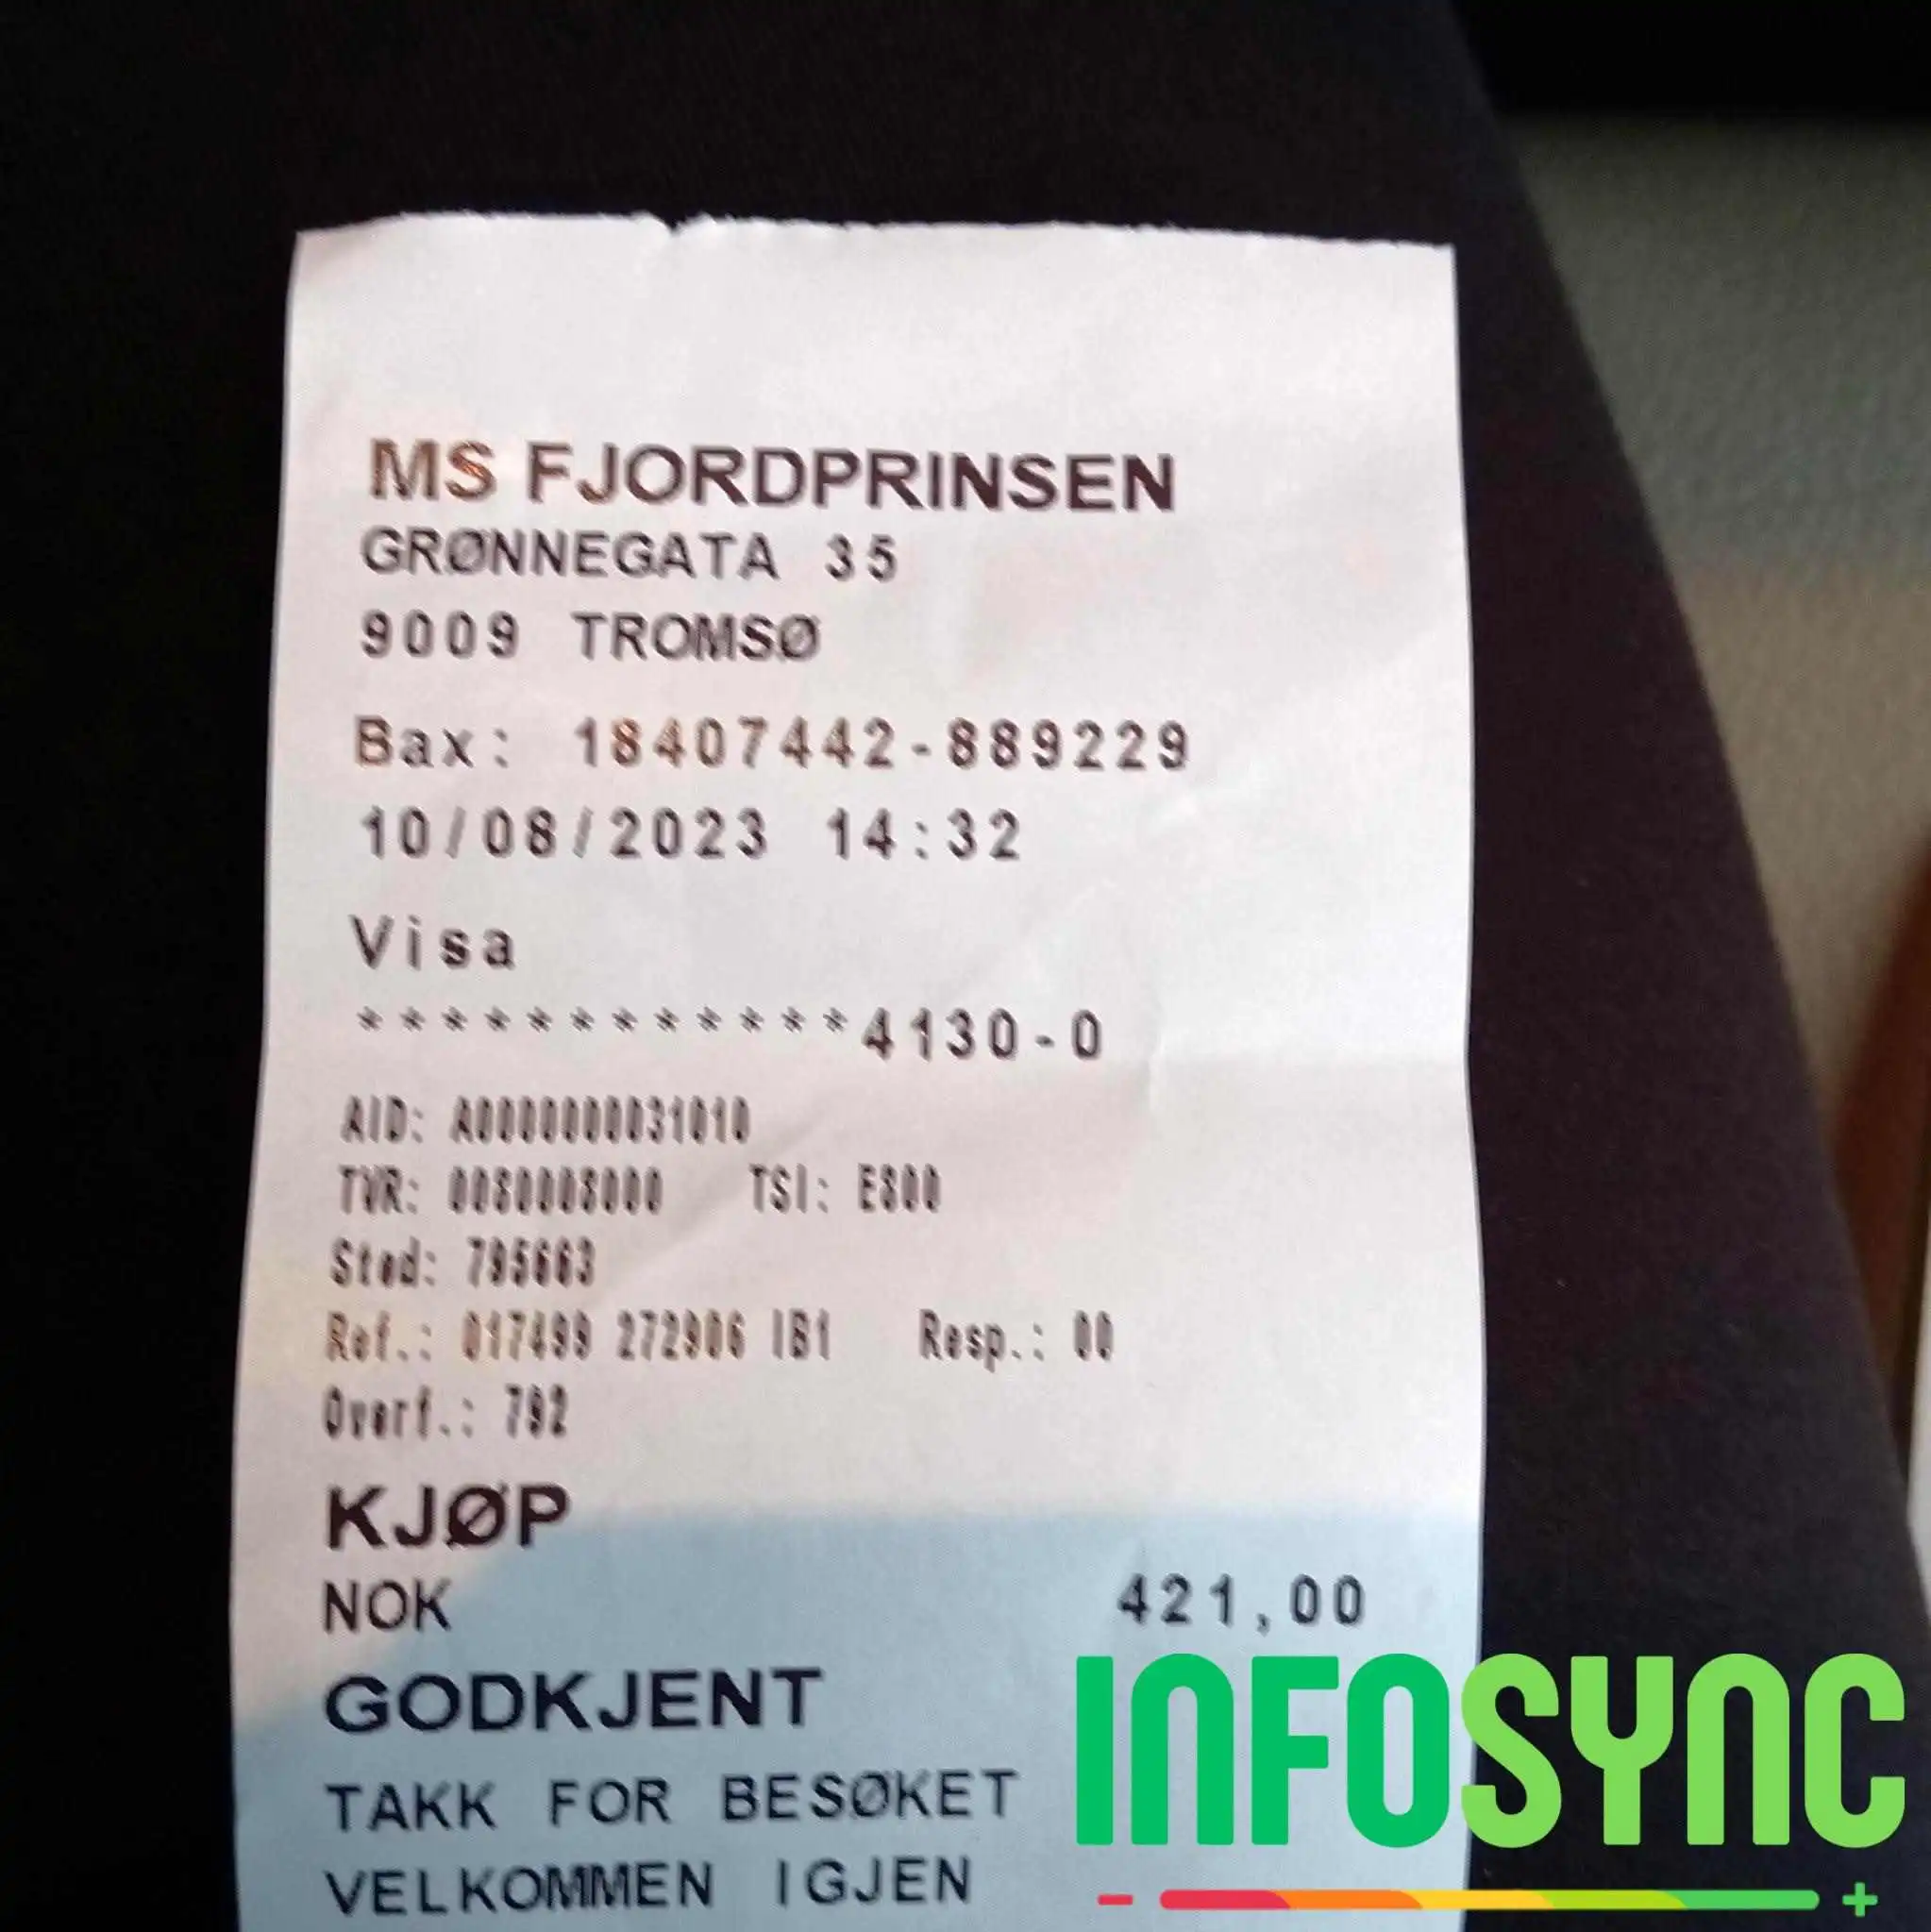 MS FJORDPRINSEN
GRØNNEGATA 35
9009 TROMSØ
Bax: 18407442-889229
10/08/2023 14:32
Visa
************4130-0
AID: A0000000031010
TVR: 0080008000 TSI: E800
Sted: 795663
Ref.: 017499 272906 IB1 Resp.: 00
Overf.: 792
KJØP
NOK 421,00
GODKJENT
TAKK FOR BESØKET
VELKOMMEN IGJEN
INFOSYNC
- +